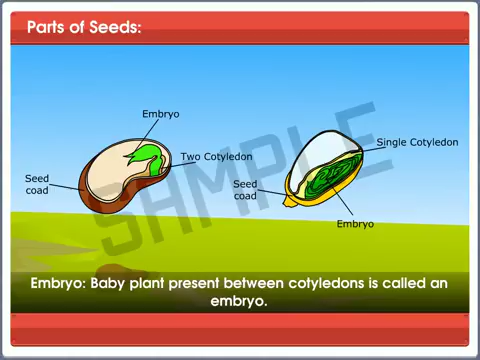 Parts of Seeds:
Embryo
Two Cotyledon
Seed
coad
Single Cotyledon
Seed
coad
Embryo
SAMPLE
Embryo: Baby plant present between cotyledons is called an
embryo.